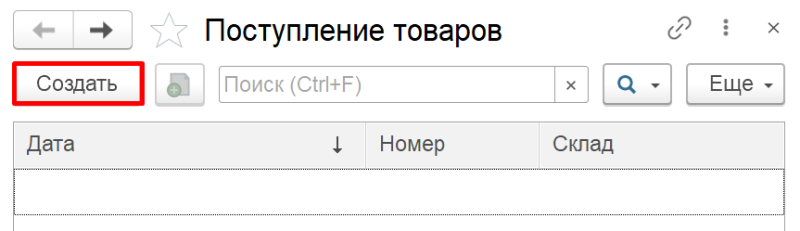 Поступление товаров
Создать Поиск (Ctrl+F) Еще
Дата Номер Склад